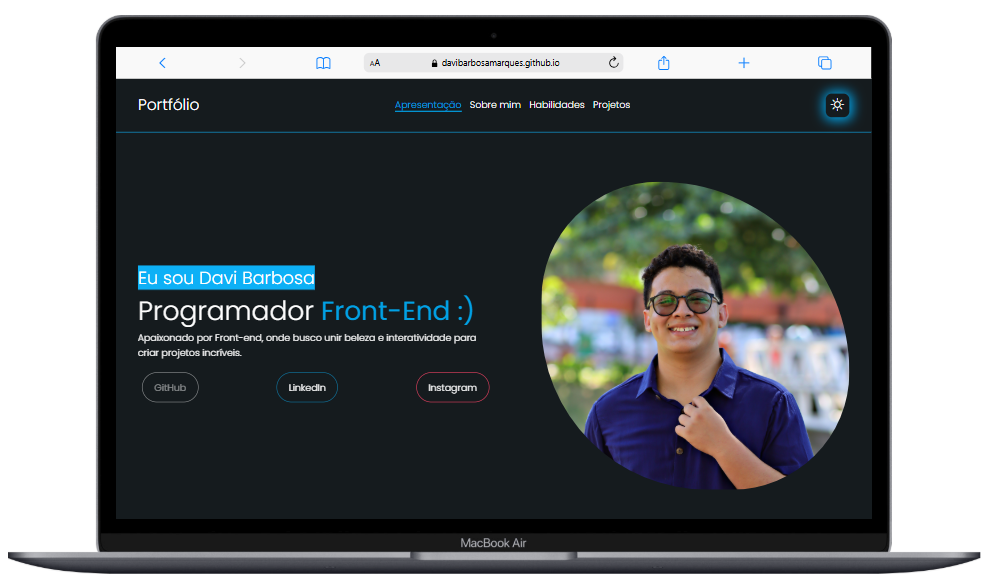 AA davibarbosamarques.github.io
Portfólio Apresentação Sobre mim Habilidades Projetos
Eu sou Davi Barbosa
Programador Front-End :)
Apaixonado por Front-end, onde busco unir beleza e interatividade para
criar projetos incríveis.
GitHub LinkedIn Instagram
MacBook Air